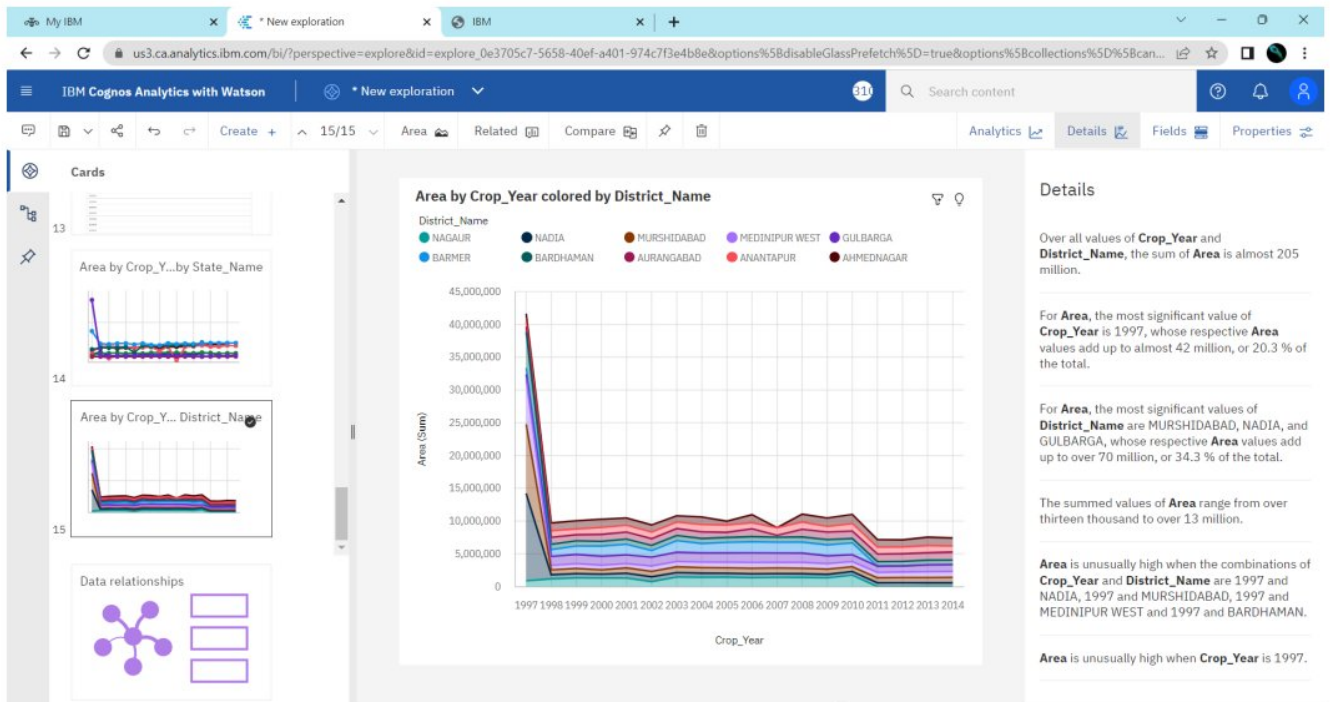 My IBM
* New exploration
IBM
us3.ca.analytics.ibm.com/bi/?perspective=explore&id=explore_0e3705c7-5658-40ef-a401-974c7f3e4b8e&options%5BdisableGlassPrefetch%5D=true&options%5Bcollections%5D%5Bcan...
IBM Cognos Analytics with Watson
* New exploration
310
Search content
Create +
15/15
Area
Related
Compare
Analytics
Details
Fields
Properties
Cards
13
Area by Crop_Y...by State_Name
14
Area by Crop_Y... District_Name
15
Data relationships
Area by Crop_Year colored by District_Name
District_Name
NAGAUR
NADIA
MURSHIDABAD
MEDINIPUR WEST
GULBARGA
BARMER
BARDHAMAN
AURANGABAD
ANANTAPUR
AHMEDNAGAR
45,000,000
40,000,000
35,000,000
30,000,000
25,000,000
20,000,000
15,000,000
10,000,000
5,000,000
0
Area (Sum)
1997 1998 1999 2000 2001 2002 2003 2004 2005 2006 2007 2008 2009 2010 2011 2012 2013 2014
Crop_Year
Details
Over all values of Crop_Year and
District_Name, the sum of Area is almost 205
million.
For Area, the most significant value of
Crop_Year is 1997, whose respective Area
values add up to almost 42 million, or 20.3 % of
the total.
For Area, the most significant values of
District_Name are MURSHIDABAD, NADIA, and
GULBARGA, whose respective Area values add
up to over 70 million, or 34.3 % of the total.
The summed values of Area range from over
thirteen thousand to over 13 million.
Area is unusually high when the combinations of
Crop_Year and District_Name are 1997 and
NADIA, 1997 and MURSHIDABAD, 1997 and
MEDINIPUR WEST and 1997 and BARDHAMAN.
Area is unusually high when Crop_Year is 1997.